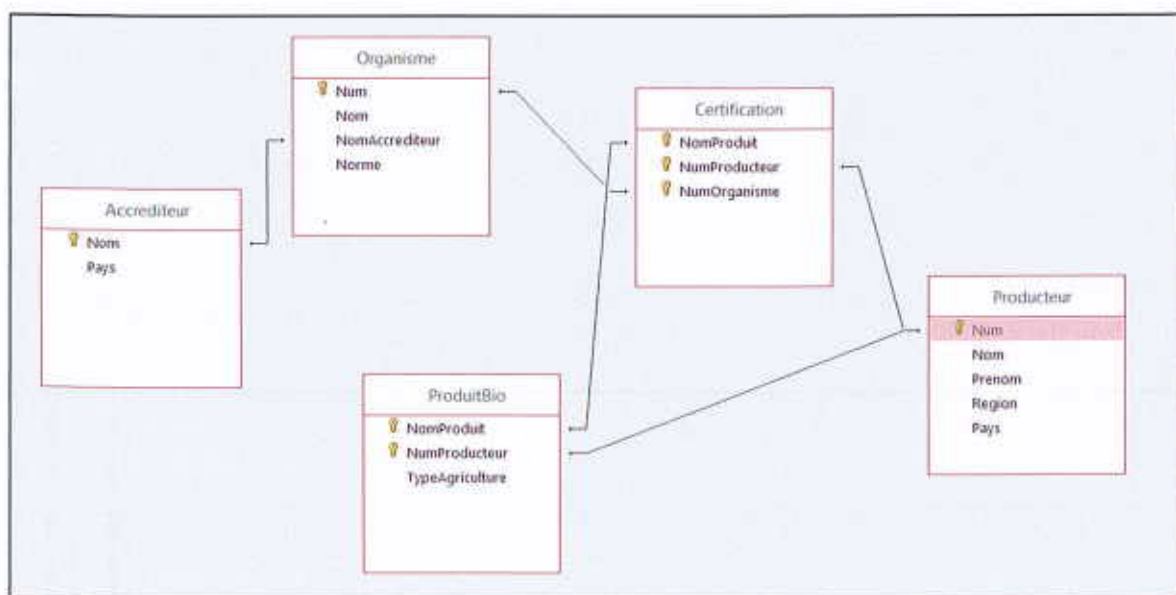 Organisme
Num
Nom
NomAccrediteur
Norme
Certification
NomProduit
NumProducteur
NumOrganisme
Accrediteur
Nom
Pays
Producteur
Num
Nom
Prenom
Region
Pays
ProduitBio
NomProduit
NumProducteur
TypeAgriculture